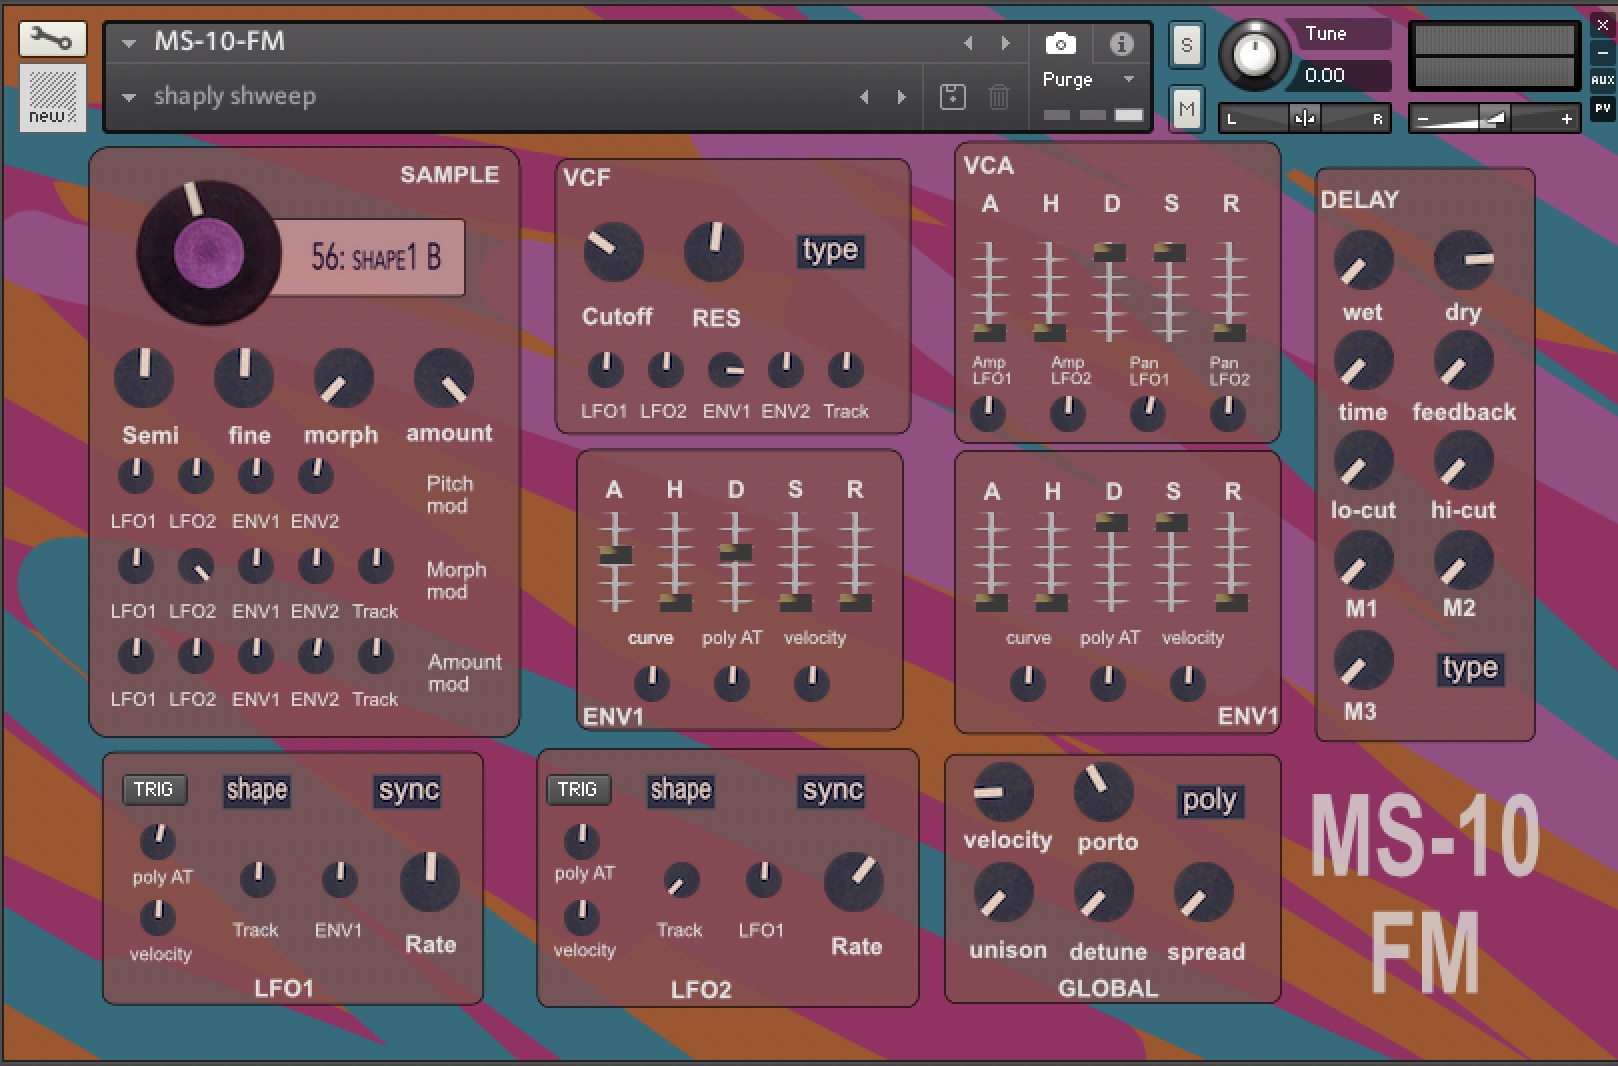 MS-10-FM
shaply shweep
new
Purge
S
M
Tune
0.00
L R
- +
X
-
AUX
PV
SAMPLE
56: SHAPE1 B
Semi fine morph amount
LFO1 LFO2 ENV1 ENV2
Pitch
mod
LFO1 LFO2 ENV1 ENV2 Track
Morph
mod
LFO1 LFO2 ENV1 ENV2 Track
Amount
mod
VCF
type
Cutoff RES
LFO1 LFO2 ENV1 ENV2 Track
VCA
A H D S R
Amp Amp Pan Pan
LFO1 LFO2 LFO1 LFO2
DELAY
wet dry
time feedback
lo-cut hi-cut
M1 M2
type
M3
A H D S R
curve poly AT velocity
ENV1
A H D S R
curve poly AT velocity
ENV1
TRIG shape sync
poly AT
Track ENV1
Rate
velocity
LFO1
TRIG shape sync
poly AT
Track LFO1
Rate
velocity
LFO2
poly
velocity porto
unison detune spread
GLOBAL
MS-10
FM